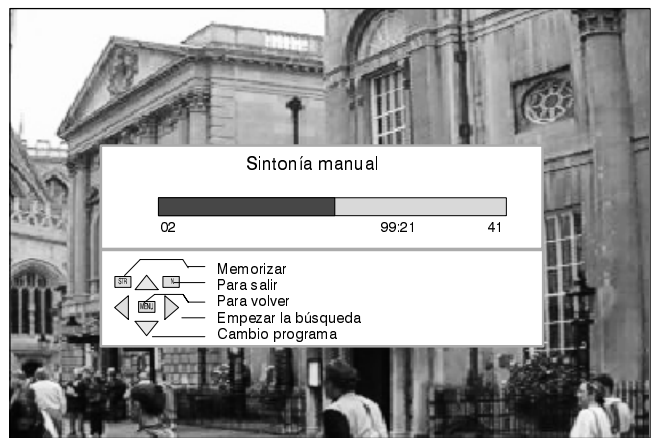 Sintonía manual
02 99:21 41
Memorizar
STR N Para salir
MENU Para volver
Empezar la búsqueda
Cambio programa